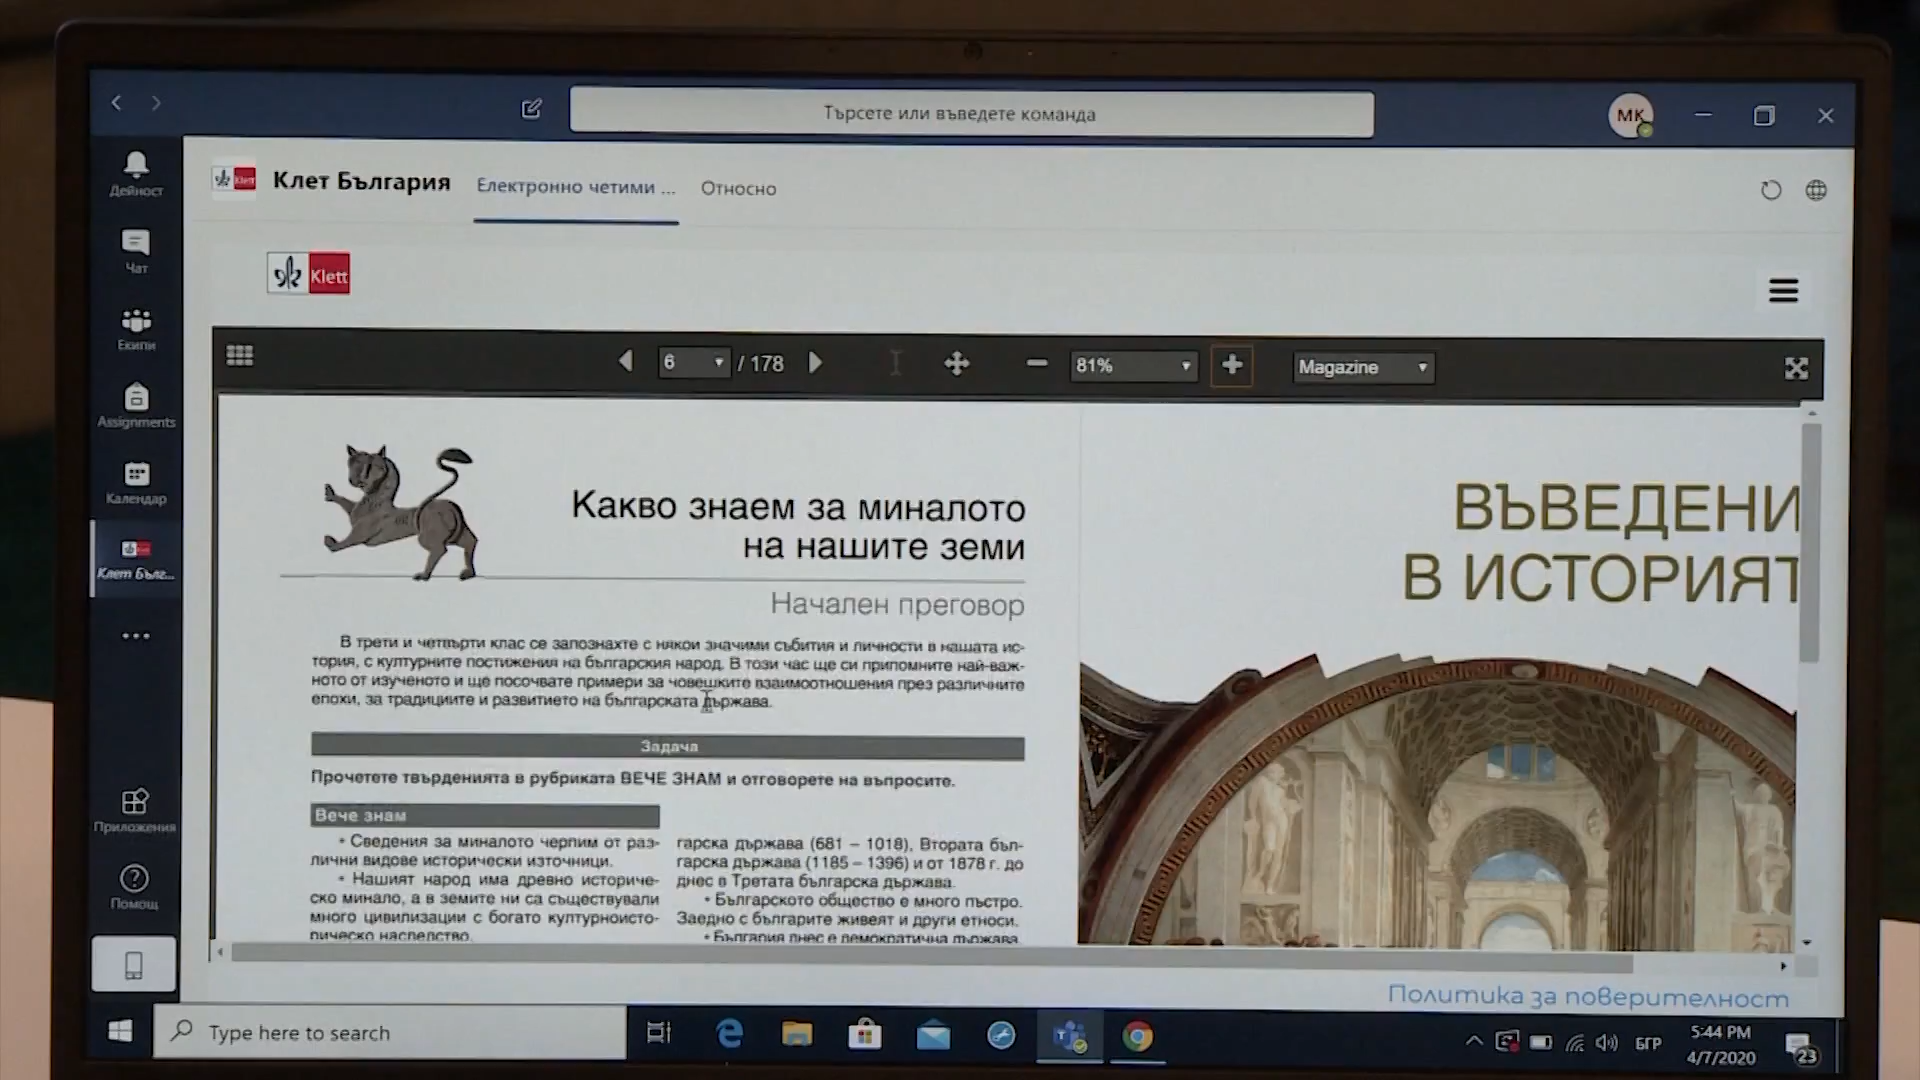 Търсете или въведете команда
МК
Дейност
Чат
Екипи
Assignments
Календар
Клет Бълг...
Приложения
Помощ
Klett
Клет България
Електронно четими ...
Относно
Klett
6
/ 178
81%
Magazine
Какво знаем за миналото
на нашите земи
Начален преговор
В трети и четвърти клас се запознахте с някои значими събития и личности в нашата ис-
тория, с културните постижения на българския народ. В този час ще си припомните най-важ-
ното от изученото и ще посочвате примери за човешките взаимоотношения през различните
епохи, за традициите и развитието на българската държава.
Задача
Прочетете твърденията в рубриката ВЕЧЕ ЗНАМ и отговорете на въпросите.
Вече знам
• Сведения за миналото черпим от раз-
лични видове исторически източници.
• Нашият народ има древно историче-
ско минало, а в земите ни са съществували
много цивилизации с богато културноисто-
рическо наследство.
гарска държава (681 – 1018), Втората бъл-
гарска държава (1185 – 1396) и от 1878 г. до
днес в Третата българска държава.
• Българското общество е много пъстро.
Заедно с българите живеят и други етноси.
• България днес е демократична държава.
ВЪВЕДЕНИ
В ИСТОРИЯТ
Политика за поверителност
Type here to search
БГР
5:44 PM
4/7/2020
23